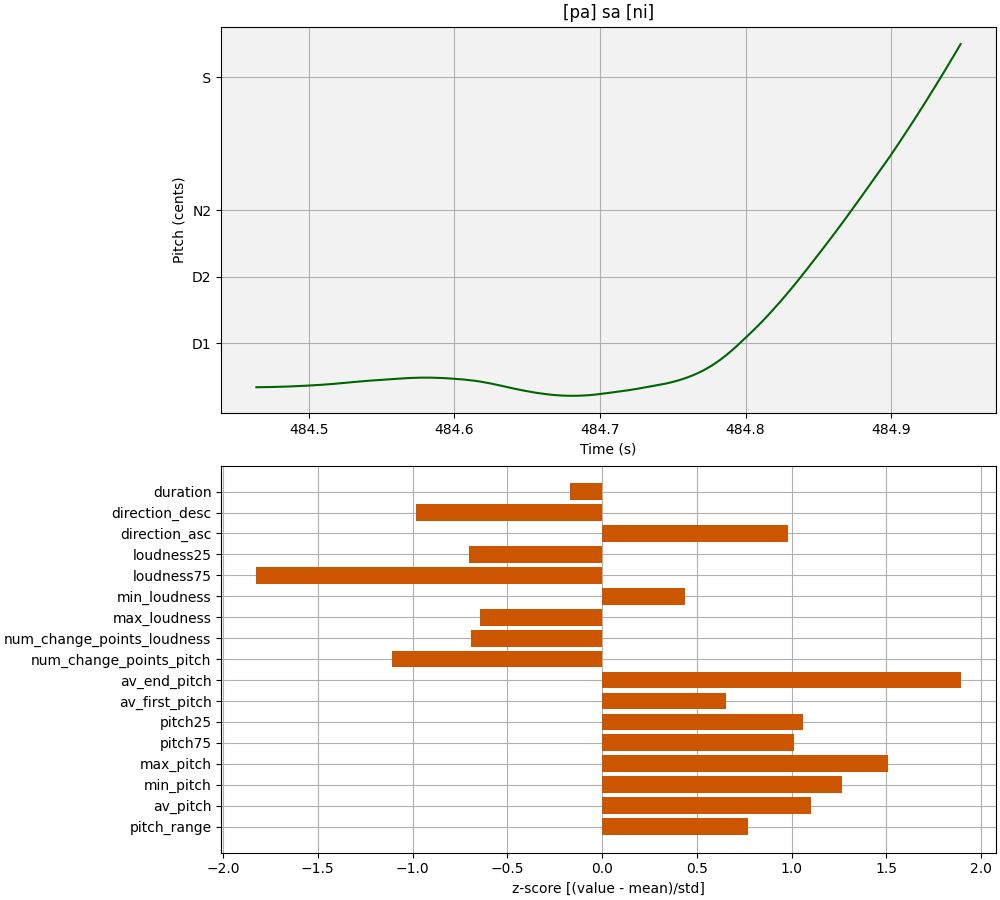 [pa] sa [ni]
S
N2
D2
D1
Pitch (cents)
484.5 484.6 484.7 484.8 484.9
Time (s)
duration
direction_desc
direction_asc
loudness25
loudness75
min_loudness
max_loudness
num_change_points_loudness
num_change_points_pitch
av_end_pitch
av_first_pitch
pitch25
pitch75
max_pitch
min_pitch
av_pitch
pitch_range
−2.0 −1.5 −1.0 −0.5 0.0 0.5 1.0 1.5 2.0
z-score [(value - mean)/std]